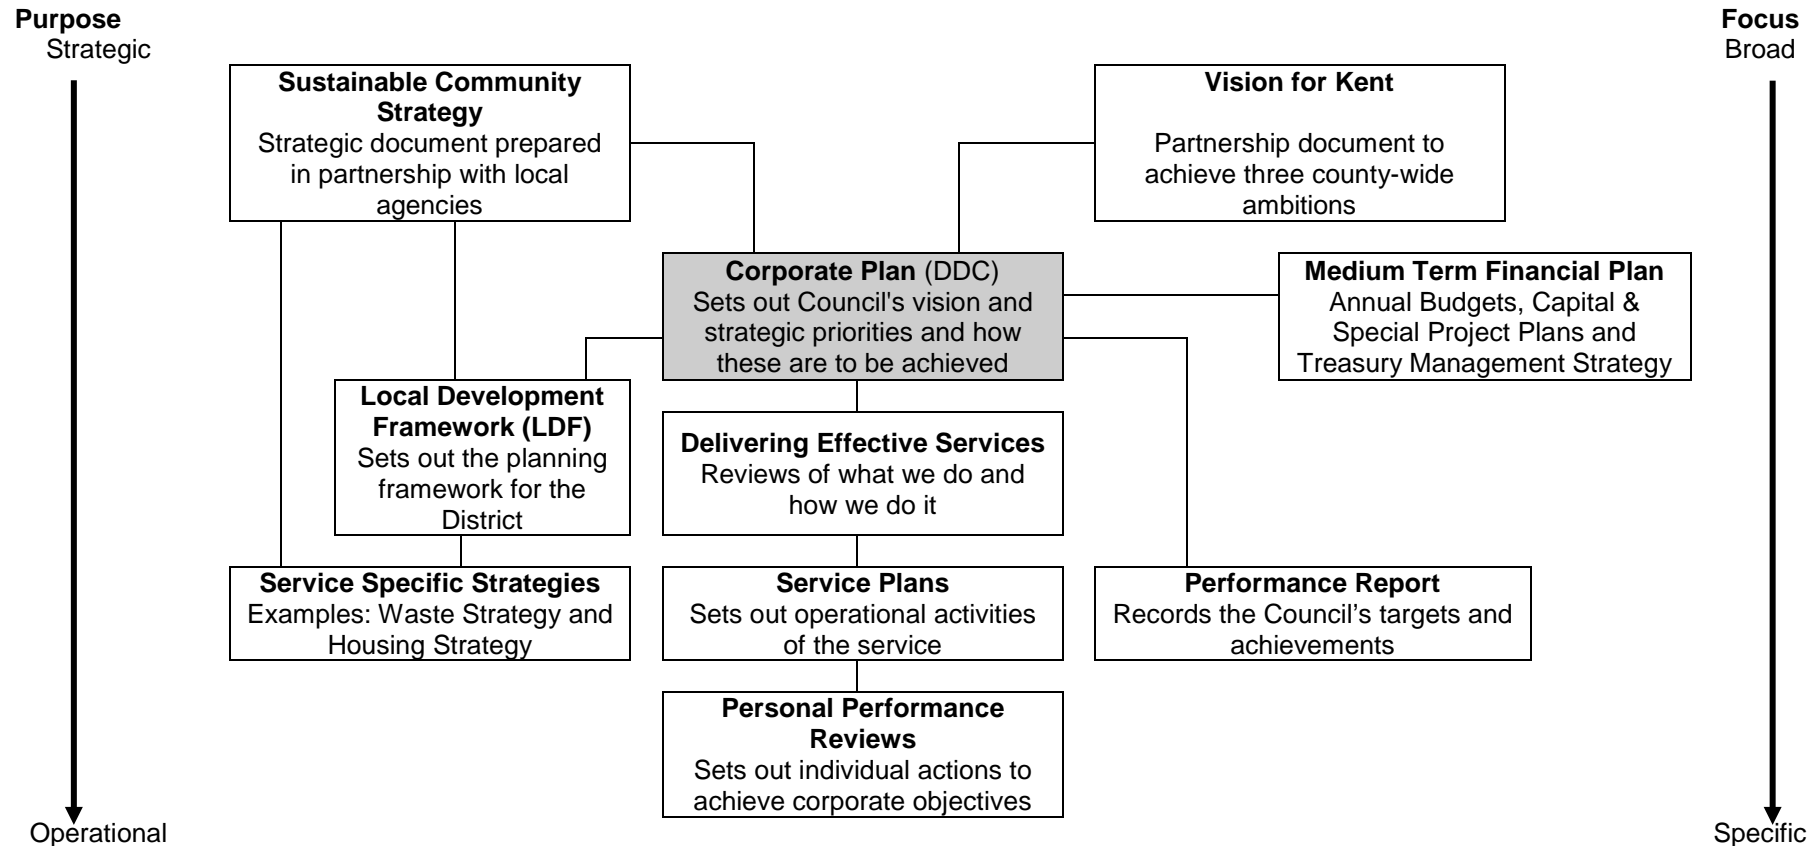 Purpose
Strategic
Focus
Broad
Sustainable Community
Strategy
Strategic document prepared
in partnership with local
agencies
Vision for Kent
Partnership document to
achieve three county-wide
ambitions
Corporate Plan (DDC)
Sets out Council's vision and
strategic priorities and how
these are to be achieved
Medium Term Financial Plan
Annual Budgets, Capital &
Special Project Plans and
Treasury Management Strategy
Local Development
Framework (LDF)
Sets out the planning
framework for the
District
Delivering Effective Services
Reviews of what we do and
how we do it
Service Specific Strategies
Examples: Waste Strategy and
Housing Strategy
Service Plans
Sets out operational activities
of the service
Performance Report
Records the Council’s targets and
achievements
Personal Performance
Reviews
Sets out individual actions to
achieve corporate objectives
Operational
Specific